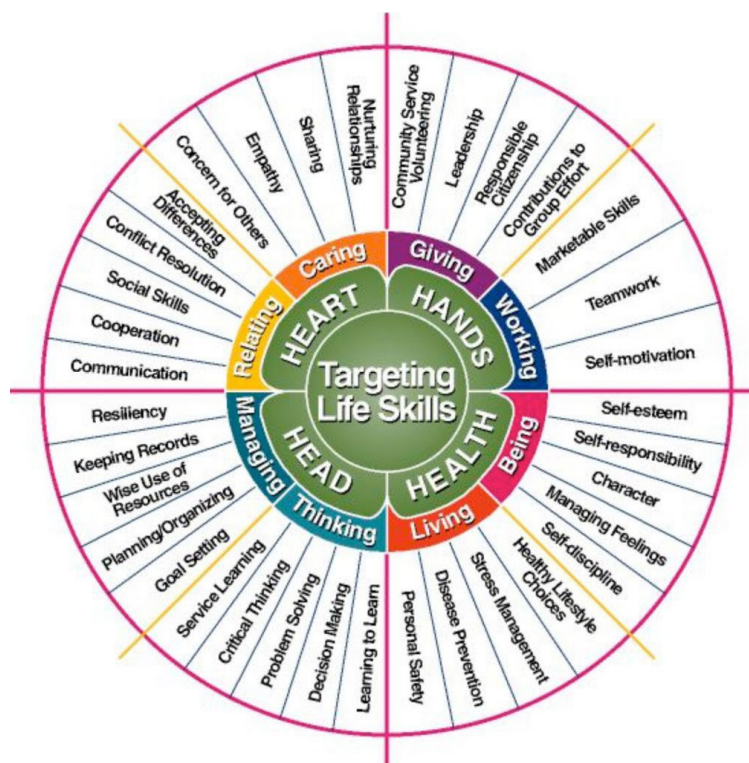 Targeting
Life Skills
HEART
HANDS
HEALTH
HEAD
Relating
Caring
Giving
Working
Being
Living
Thinking
Managing
Communication
Cooperation
Social Skills
Conflict Resolution
Accepting
Differences
Concern for Others
Empathy
Sharing
Nurturing
Relationships
Community Service
Volunteering
Leadership
Responsible
Citizenship
Contributions to
Group Effort
Marketable Skills
Teamwork
Self-motivation
Self-esteem
Self-responsibility
Character
Managing Feelings
Self-discipline
Healthy Lifestyle
Choices
Stress Management
Disease Prevention
Personal Safety
Learning to Learn
Decision Making
Problem Solving
Critical Thinking
Service Learning
Goal Setting
Planning/Organizing
Wise Use of
Resources
Keeping Records
Resiliency